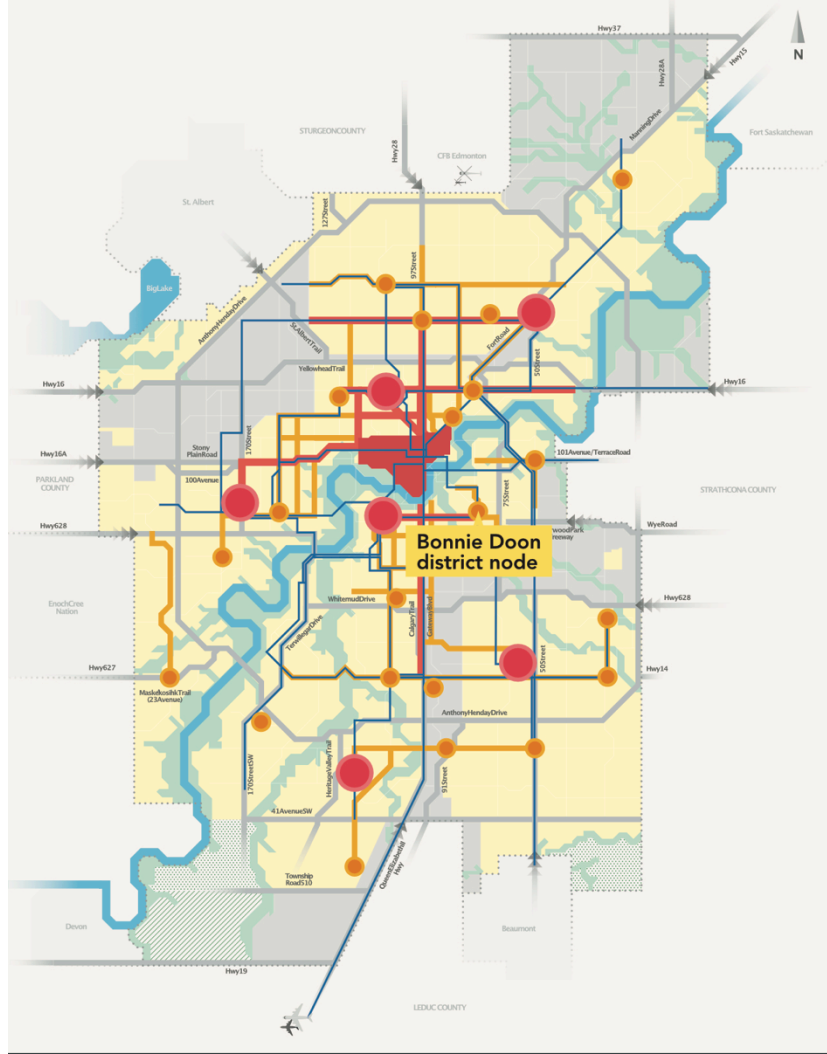 Hwy37
N
Hwy15
Hwy28A
ManningDrive
Fort Saskatchewan
STURGEONCOUNTY
Hwy28
CFB Edmonton
St. Albert
127Street
97Street
BigLake
AnthonyHendayDrive
St.AlbertTrail
FortRoad
50Street
YellowheadTrail
Hwy16
Hwy16
170Street
Stony
PlainRoad
Hwy16A
100Avenue
101Avenue/TerraceRoad
PARKLAND
COUNTY
75Street
STRATHCONA COUNTY
Hwy628
WyeRoad
Bonnie Doon
district node
EnochCree
Nation
WhitemudDrive
CalgaryTrail
Hwy628
TerwillegarDrive
50Street
Hwy627
Hwy14
MaskekosihkTrail
(23Avenue)
AnthonyHendayDrive
170StreetSW
HeritageValleyTrail
91Street
41AvenueSW
QueenElizabethII
Hwy
Township
Road510
Devon
Beaumont
Hwy19
LEDUC COUNTY